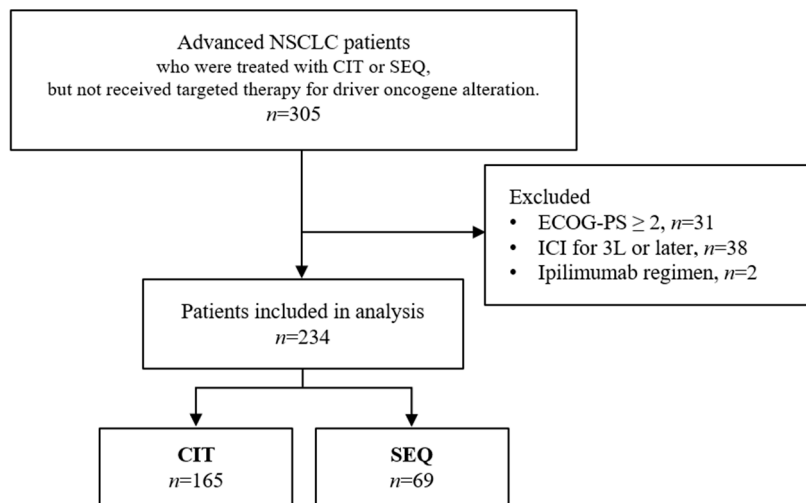 Advanced NSCLC patients
who were treated with CIT or SEQ,
but not received targeted therapy for driver oncogene alteration.
n=305
Excluded
• ECOG-PS ≥ 2, n=31
• ICI for 3L or later, n=38
• Ipilimumab regimen, n=2
Patients included in analysis
n=234
CIT
n=165
SEQ
n=69